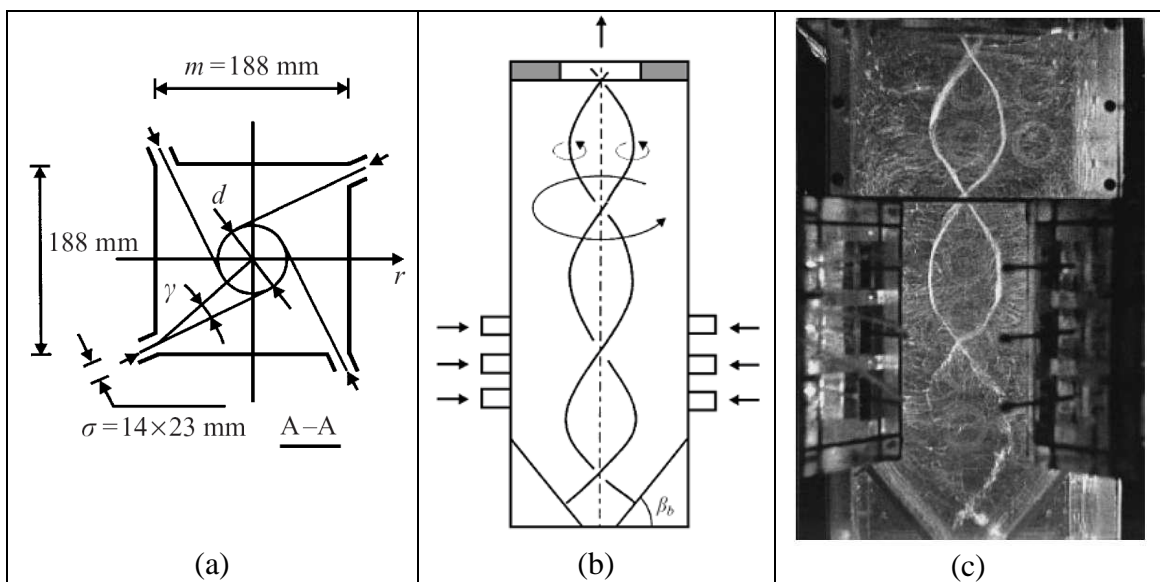 m = 188 mm
188 mm
d
γ
r
σ = 14×23 mm
A–A
β_b
(a)
(b)
(c)